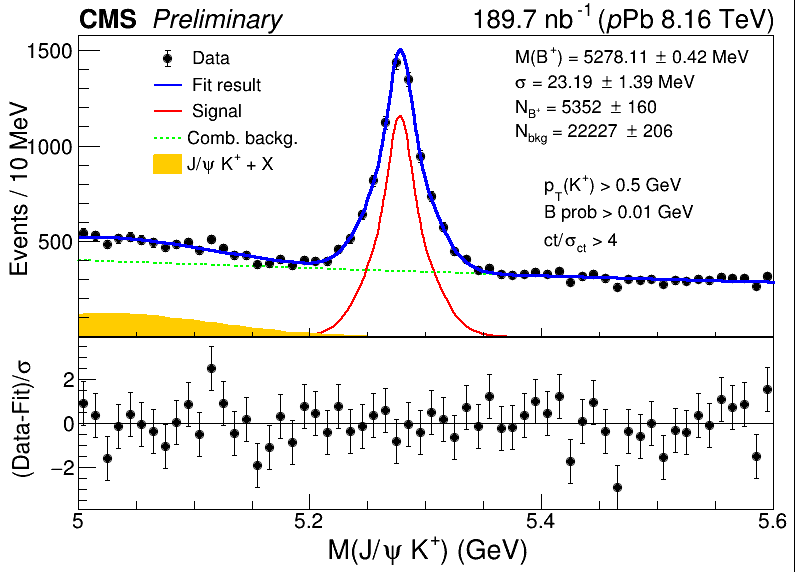 CMS Preliminary 189.7 nb⁻¹ (pPb 8.16 TeV)
1500
1000
500
Events / 10 MeV
Data
Fit result
Signal
Comb. backg.
J/ψ K⁺ + X
M(B⁺) = 5278.11 ± 0.42 MeV
σ = 23.19 ± 1.39 MeV
N_B⁺ = 5352 ± 160
N_bkg = 22227 ± 206
p_T(K⁺) > 0.5 GeV
B prob > 0.01 GeV
ct/σ_ct > 4
(Data-Fit)/σ
2
0
−2
5 5.2 5.4 5.6
M(J/ψ K⁺) (GeV)